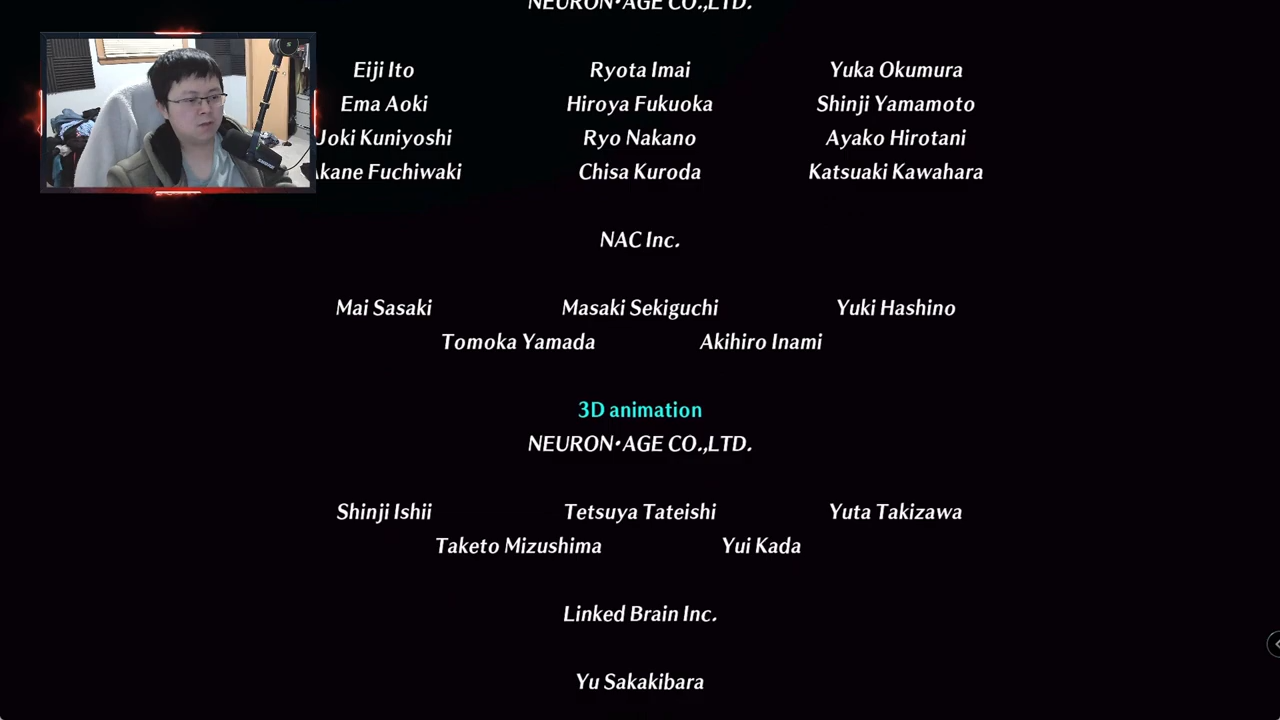 NEURON•AGE CO.,LTD.
Eiji Ito Ryota Imai Yuka Okumura
Ema Aoki Hiroya Fukuoka Shinji Yamamoto
Joki Kuniyoshi Ryo Nakano Ayako Hirotani
Fuchiwaki Chisa Kuroda Katsuaki Kawahara
NAC Inc.
Mai Sasaki Masaki Sekiguchi Yuki Hashino
Tomoka Yamada Akihiro Inami
3D animation
NEURON•AGE CO.,LTD.
Shinji Ishii Tetsuya Tateishi Yuta Takizawa
Taketo Mizushima Yui Kada
Linked Brain Inc.
Yu Sakakibara